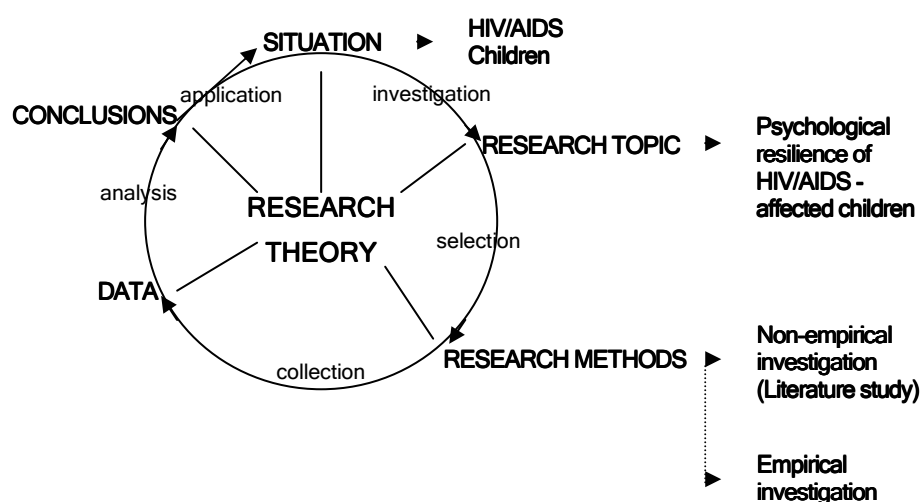 SITUATION
HIV/AIDS
Children
application
investigation
CONCLUSIONS
RESEARCH TOPIC
Psychological
resilience of
HIV/AIDS -
affected children
analysis
RESEARCH
THEORY
selection
DATA
collection
RESEARCH METHODS
Non-empirical
investigation
(Literature study)
Empirical
investigation